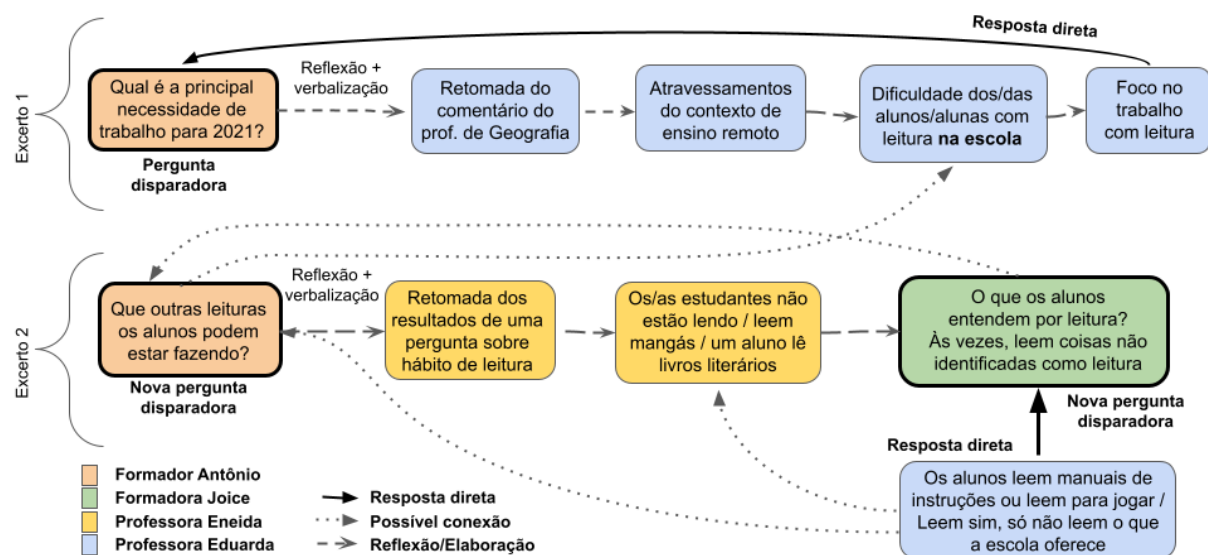 Resposta direta
Excerto 1
Qual é a principal
necessidade de
trabalho para 2021?
Pergunta
disparadora
Reflexão +
verbalização
Retomada do
comentário do
prof. de Geografia
Atravessamentos
do contexto de
ensino remoto
Dificuldade dos/das
alunos/alunas com
leitura na escola
Foco no
trabalho
com leitura
Excerto 2
Que outras leituras
os alunos podem
estar fazendo?
Nova pergunta
disparadora
Reflexão +
verbalização
Retomada dos
resultados de uma
pergunta sobre
hábito de leitura
Os/as estudantes não
estão lendo / leem
mangás / um aluno lê
livros literários
O que os alunos
entendem por leitura?
Às vezes, leem coisas não
identificadas como leitura
Nova pergunta
disparadora
Resposta direta
Os alunos leem manuais de
instruções ou leem para jogar /
Leem sim, só não leem o que
a escola oferece
Formador Antônio
Formadora Joice
Professora Eneida
Professora Eduarda
Resposta direta
Possível conexão
Reflexão/Elaboração